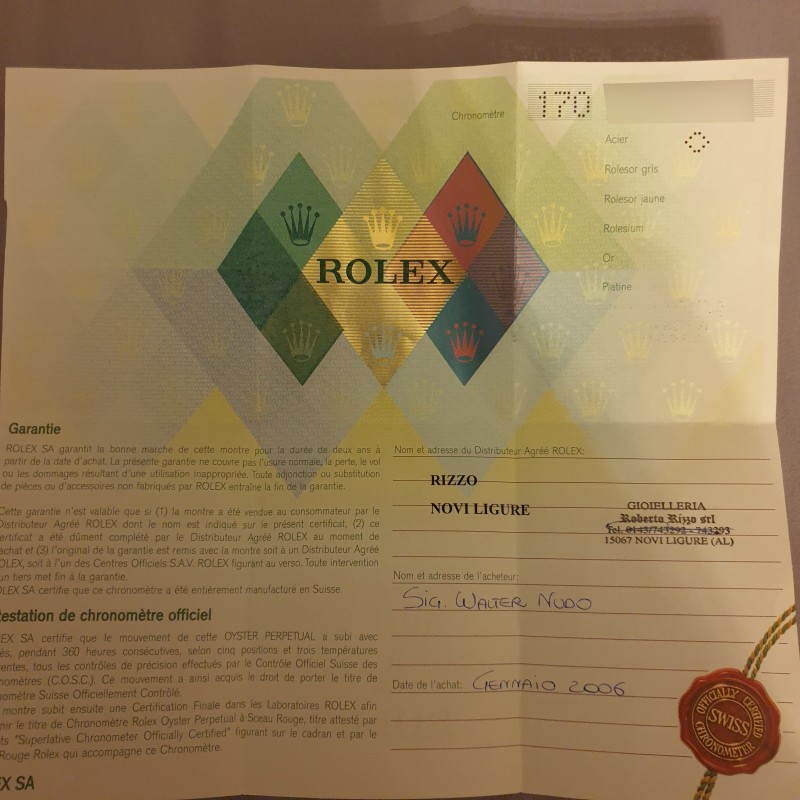 Chronomètre
170
Acier
Rolesor gris
Rolesor jaune
Rolesium
Or
Platine
ROLEX
Garantie
ROLEX SA garantit la bonne marche de cette montre pour la durée de deux ans à
partir de la date d'achat. La présente garantie ne couvre pas l'usure normale, la perte, le vol
ou les dommages résultant d'une utilisation inappropriée. Toute adjonction ou substitution
de pièces ou d'accessoires non fabriqués par ROLEX entraîne la fin de la garantie.
Cette garantie n'est valable que si (1) la montre a été vendue au consommateur par le
Distributeur Agréé ROLEX dont le nom est indiqué sur le présent certificat, (2) ce
certificat a été dûment complété par le Distributeur Agréé ROLEX au moment de
achat et (3) l'original de la garantie est remis avec la montre soit à un Distributeur Agréé
OLEX, soit à l'un des Centres Officiels S.A.V. ROLEX figurant au verso. Toute intervention
un tiers met fin à la garantie.
OLEX SA certifie que ce chronomètre a été entièrement manufacturé en Suisse.
testation de chronomètre officiel
EX SA certifie que le mouvement de cette OYSTER PERPETUAL a subi avec
ès, pendant 360 heures consécutives, selon cinq positions et trois températures
rentes, tous les contrôles de précision effectués par le Contrôle Officiel Suisse des
nomètres (C.O.S.C.). Ce mouvement a ainsi acquis le droit de porter le titre de
nomètre Suisse Officiellement Contrôlé.
montre subit ensuite une Certification Finale dans les Laboratoires ROLEX afin
nir le titre de Chronomètre Rolex Oyster Perpetual à Sceau Rouge, titre attesté par
ts "Superlative Chronometer Officially Certified" figurant sur le cadran et par le
Rouge Rolex qui accompagne ce Chronomètre.
EX SA
Nom et adresse du Distributeur Agréé ROLEX:
RIZZO
NOVI LIGURE
GIOIELLERIA
Roberto Rizzo srl
Tel. 0143/743292 - 743293
15067 NOVI LIGURE (AL)
Nom et adresse de l'acheteur:
SIG. WALTER NUDO
Date de l'achat: GENNAIO 2006
OFFICIALLY CERTIFIED
SWISS
CHRONOMETER